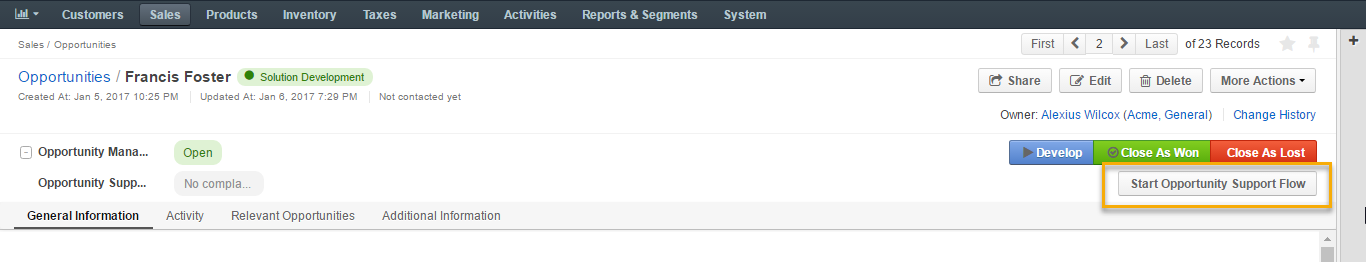 Customers Sales Products Inventory Taxes Marketing Activities Reports & Segments System
Sales / Opportunities
First 2 Last of 23 Records
Opportunities / Francis Foster Solution Development
Share Edit Delete More Actions
Created At: Jan 5, 2017 10:25 PM Updated At: Jan 6, 2017 7:29 PM Not contacted yet
Owner: Alexius Wilcox (Acme, General) Change History
Opportunity Mana... Open Develop Close As Won Close As Lost
Opportunity Supp... No compla... Start Opportunity Support Flow
General Information Activity Relevant Opportunities Additional Information